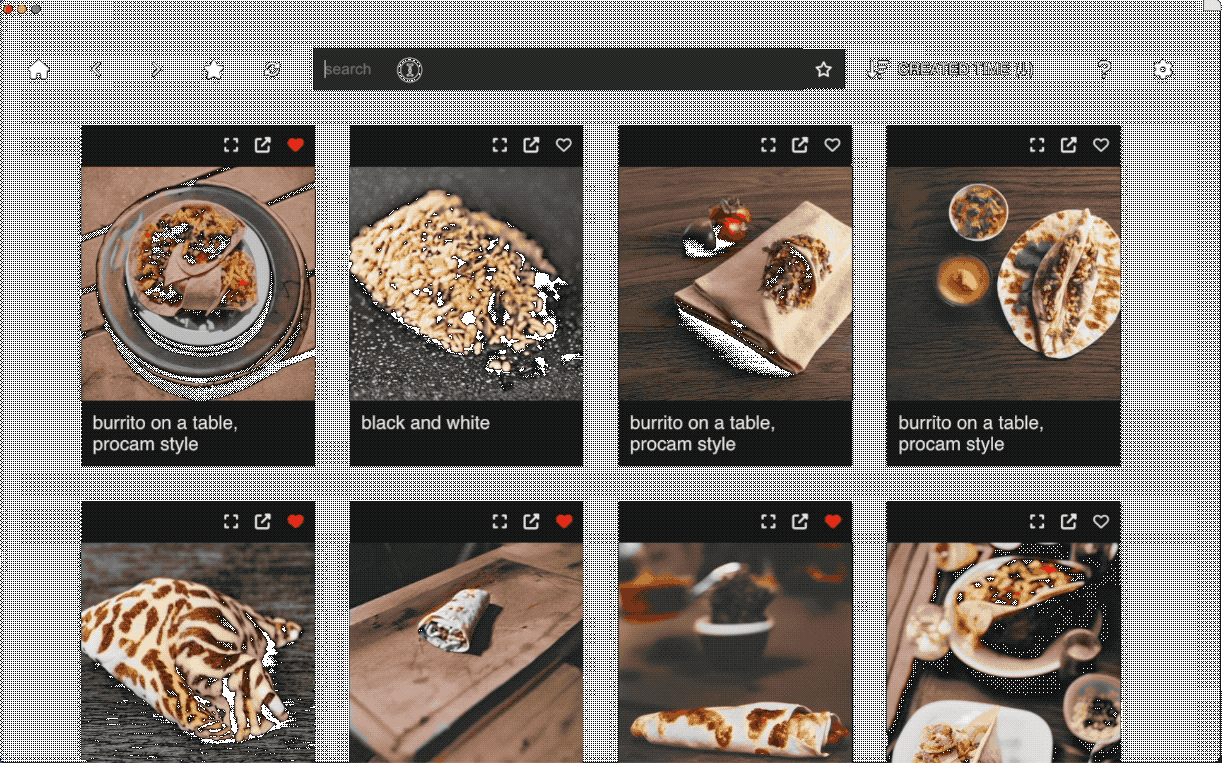 search
CREATED TIME
burrito on a table,
procam style
black and white
burrito on a table,
procam style
burrito on a table,
procam style